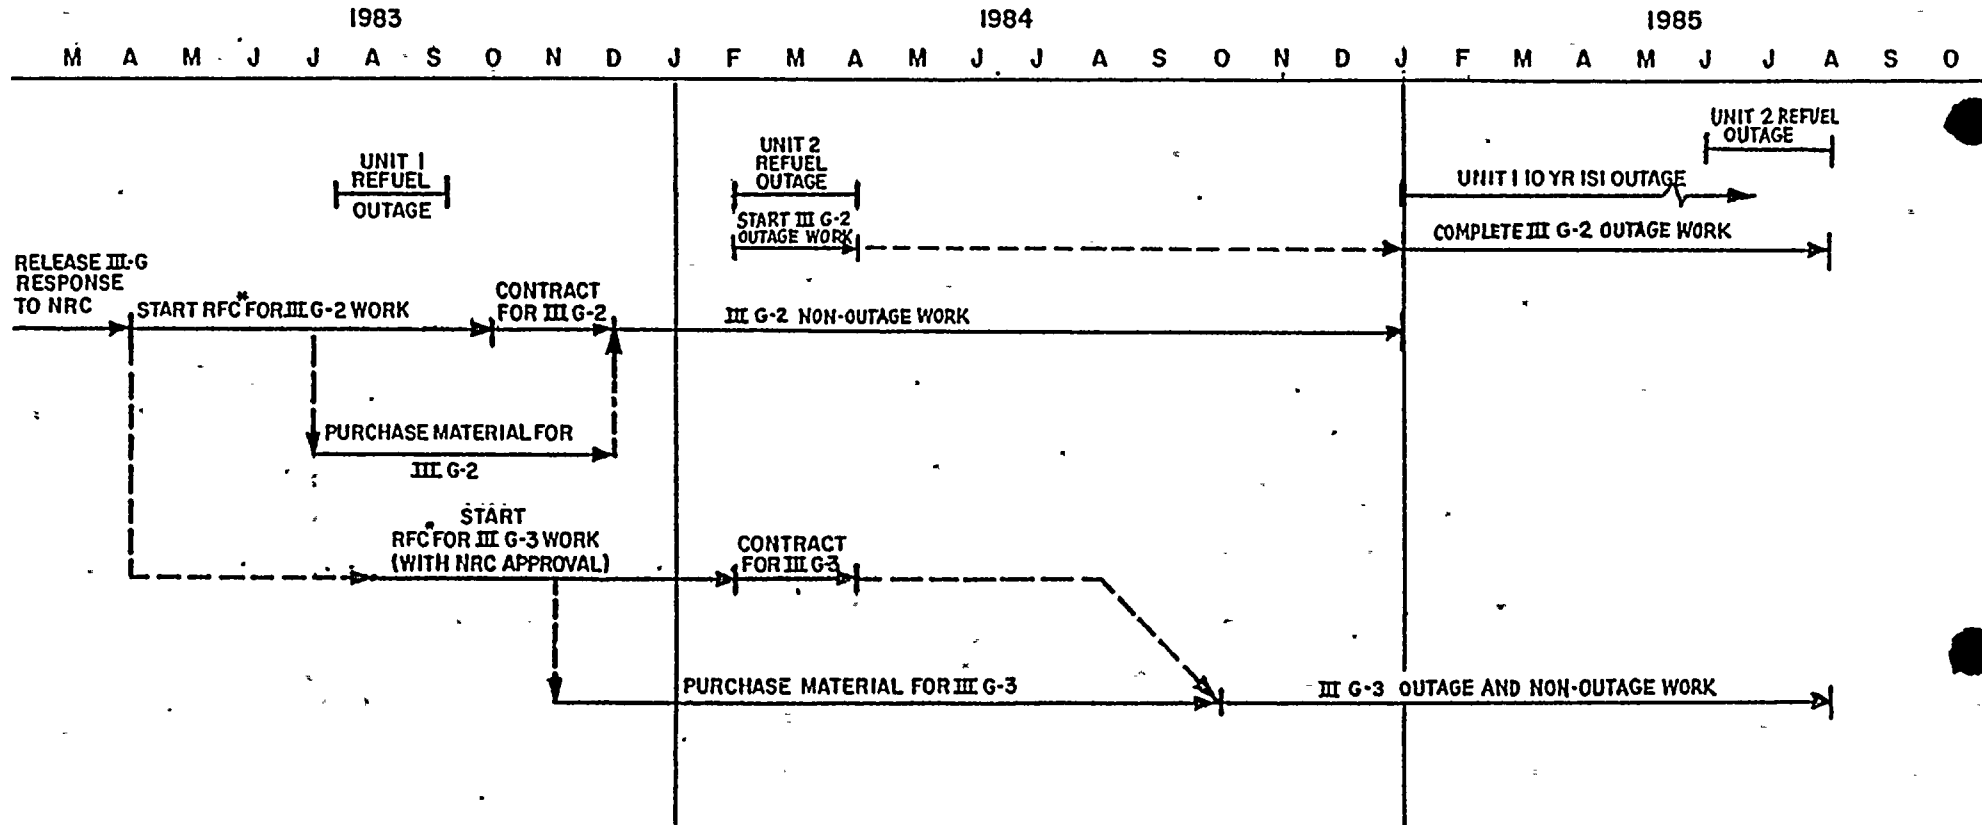 1983 1984 1985
M A M J J A S O N D J F M A M J J A S O N D J F M A M J J A S O
UNIT 1
REFUEL
OUTAGE
UNIT 2
REFUEL
OUTAGE
UNIT 2 REFUEL
OUTAGE
UNIT 1 10 YR ISI OUTAGE
START III G-2
OUTAGE WORK
COMPLETE III G-2 OUTAGE WORK
RELEASE III-G
RESPONSE
TO NRC
START RFC* FOR III G-2 WORK
CONTRACT
FOR III G-2
III G-2 NON-OUTAGE WORK
PURCHASE MATERIAL FOR
III G-2
START
RFC* FOR III G-3 WORK
(WITH NRC APPROVAL)
CONTRACT
FOR III G-3
PURCHASE MATERIAL FOR III G-3
III G-3 OUTAGE AND NON-OUTAGE WORK